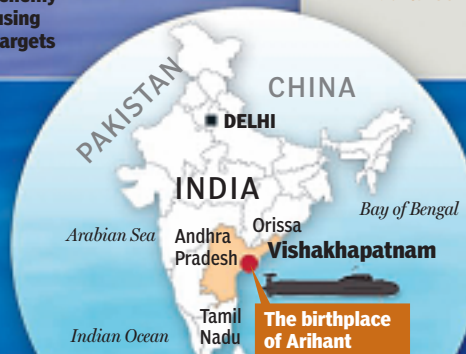 using
argets
PAKISTAN
CHINA
DELHI
INDIA
Bay of Bengal
Arabian Sea
Orissa
Andhra
Pradesh
Vishakhapatnam
Tamil
Nadu
Indian Ocean
The birthplace
of Arihant